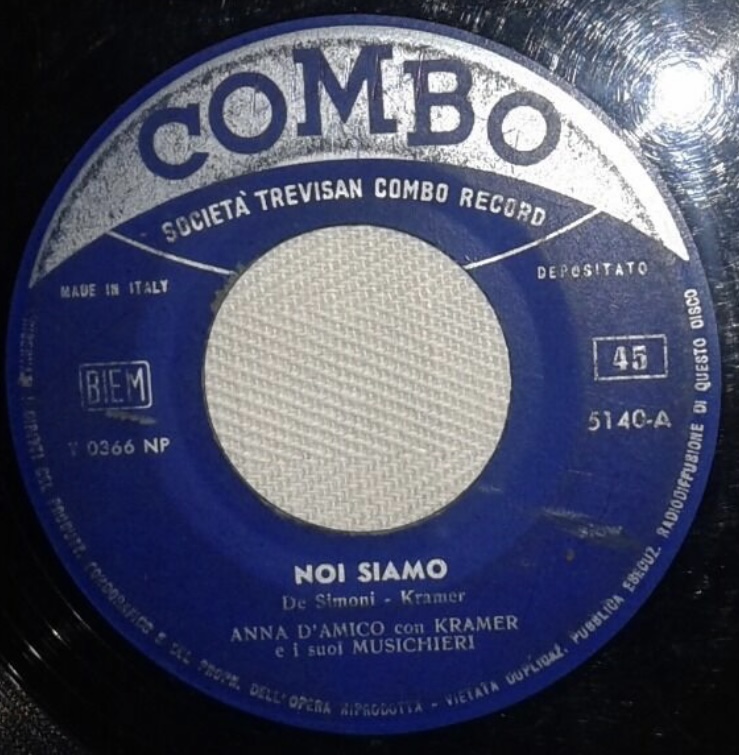 COMBO
SOCIETÀ TREVISAN COMBO RECORD
MADE IN ITALY
DEPOSITATO
BIEM
45
0366 NP
5140-A
SLOW
NOI SIAMO
De Simoni - Kramer
ANNA D'AMICO con KRAMER
e i suoi MUSICHIERI
DEL E DEL PROPR. DELL'OPERA RIPRODOTTA - VIETATA DUPLICAZ. PUBBLICA ESECUZ. RADIODIFFUSIONE DI QUESTO DISCO